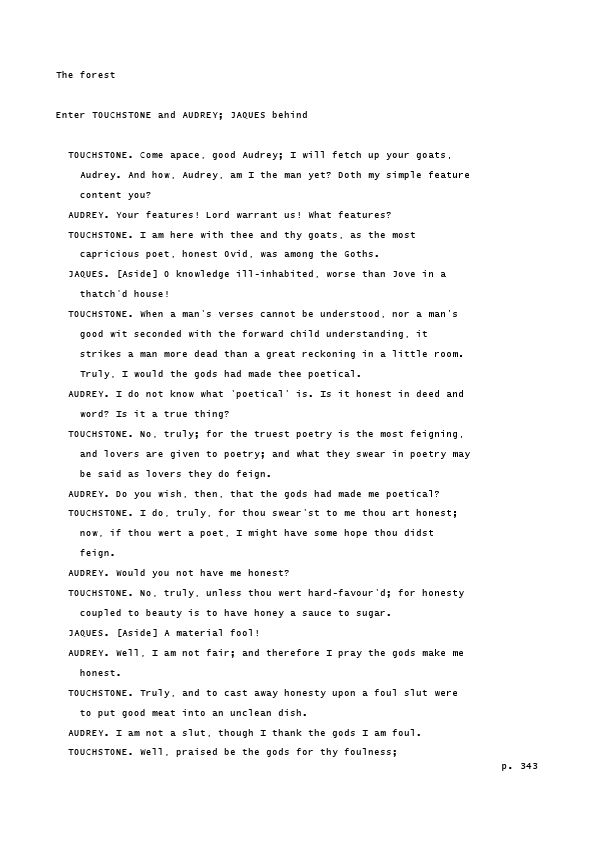 The forest
Enter TOUCHSTONE and AUDREY; JAQUES behind
TOUCHSTONE. Come apace, good Audrey; I will fetch up your goats,
Audrey. And how, Audrey, am I the man yet? Doth my simple feature
content you?
AUDREY. Your features! Lord warrant us! What features?
TOUCHSTONE. I am here with thee and thy goats, as the most
capricious poet, honest Ovid, was among the Goths.
JAQUES. [Aside] O knowledge ill-inhabited, worse than Jove in a
thatch'd house!
TOUCHSTONE. When a man's verses cannot be understood, nor a man's
good wit seconded with the forward child understanding, it
strikes a man more dead than a great reckoning in a little room.
Truly, I would the gods had made thee poetical.
AUDREY. I do not know what 'poetical' is. Is it honest in deed and
word? Is it a true thing?
TOUCHSTONE. No, truly; for the truest poetry is the most feigning,
and lovers are given to poetry; and what they swear in poetry may
be said as lovers they do feign.
AUDREY. Do you wish, then, that the gods had made me poetical?
TOUCHSTONE. I do, truly, for thou swear'st to me thou art honest;
now, if thou wert a poet, I might have some hope thou didst
feign.
AUDREY. Would you not have me honest?
TOUCHSTONE. No, truly, unless thou wert hard-favour'd; for honesty
coupled to beauty is to have honey a sauce to sugar.
JAQUES. [Aside] A material fool!
AUDREY. Well, I am not fair; and therefore I pray the gods make me
honest.
TOUCHSTONE. Truly, and to cast away honesty upon a foul slut were
to put good meat into an unclean dish.
AUDREY. I am not a slut, though I thank the gods I am foul.
TOUCHSTONE. Well, praised be the gods for thy foulness;
p. 343